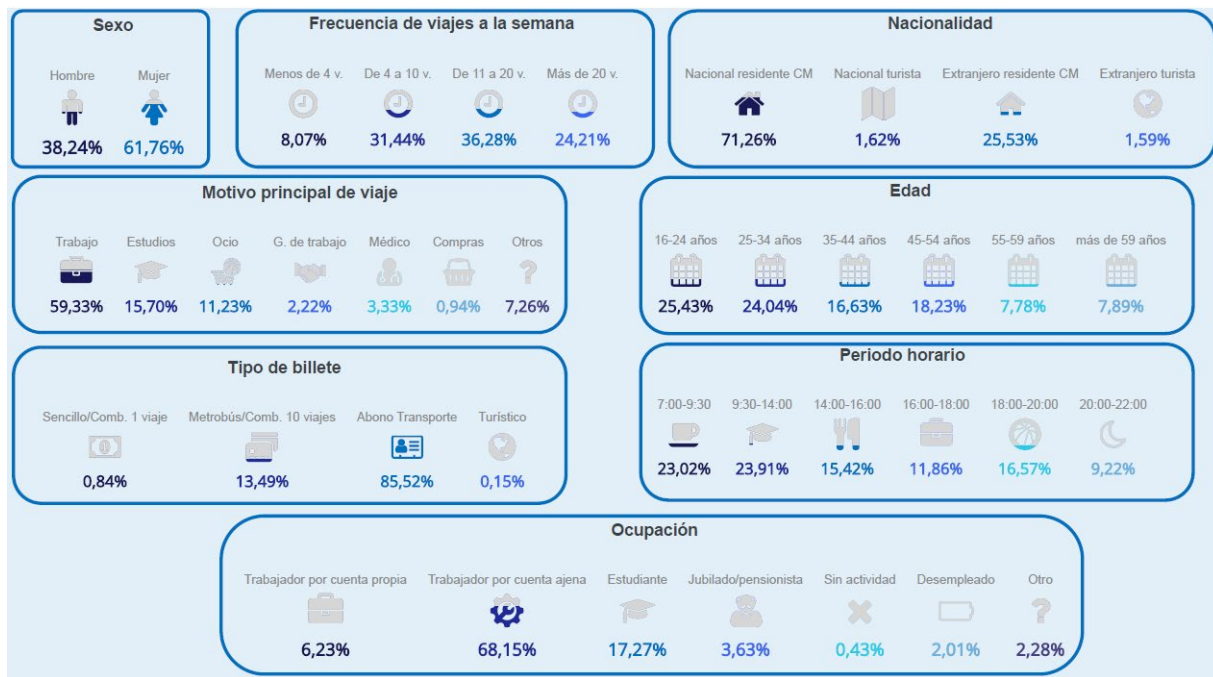 Sexo
Hombre Mujer
38,24% 61,76%
Frecuencia de viajes a la semana
Menos de 4 v. De 4 a 10 v. De 11 a 20 v. Más de 20 v.
8,07% 31,44% 36,28% 24,21%
Nacionalidad
Nacional residente CM Nacional turista Extranjero residente CM Extranjero turista
71,26% 1,62% 25,53% 1,59%
Motivo principal de viaje
Trabajo Estudios Ocio G. de trabajo Médico Compras Otros
59,33% 15,70% 11,23% 2,22% 3,33% 0,94% 7,26%
Edad
16-24 años 25-34 años 35-44 años 45-54 años 55-59 años más de 59 años
25,43% 24,04% 16,63% 18,23% 7,78% 7,89%
Tipo de billete
Sencillo/Comb. 1 viaje Metrobús/Comb. 10 viajes Abono Transporte Turístico
0,84% 13,49% 85,52% 0,15%
Periodo horario
7:00-9:30 9:30-14:00 14:00-16:00 16:00-18:00 18:00-20:00 20:00-22:00
23,02% 23,91% 15,42% 11,86% 16,57% 9,22%
Ocupación
Trabajador por cuenta propia Trabajador por cuenta ajena Estudiante Jubilado/pensionista Sin actividad Desempleado Otro
6,23% 68,15% 17,27% 3,63% 0,43% 2,01% 2,28%